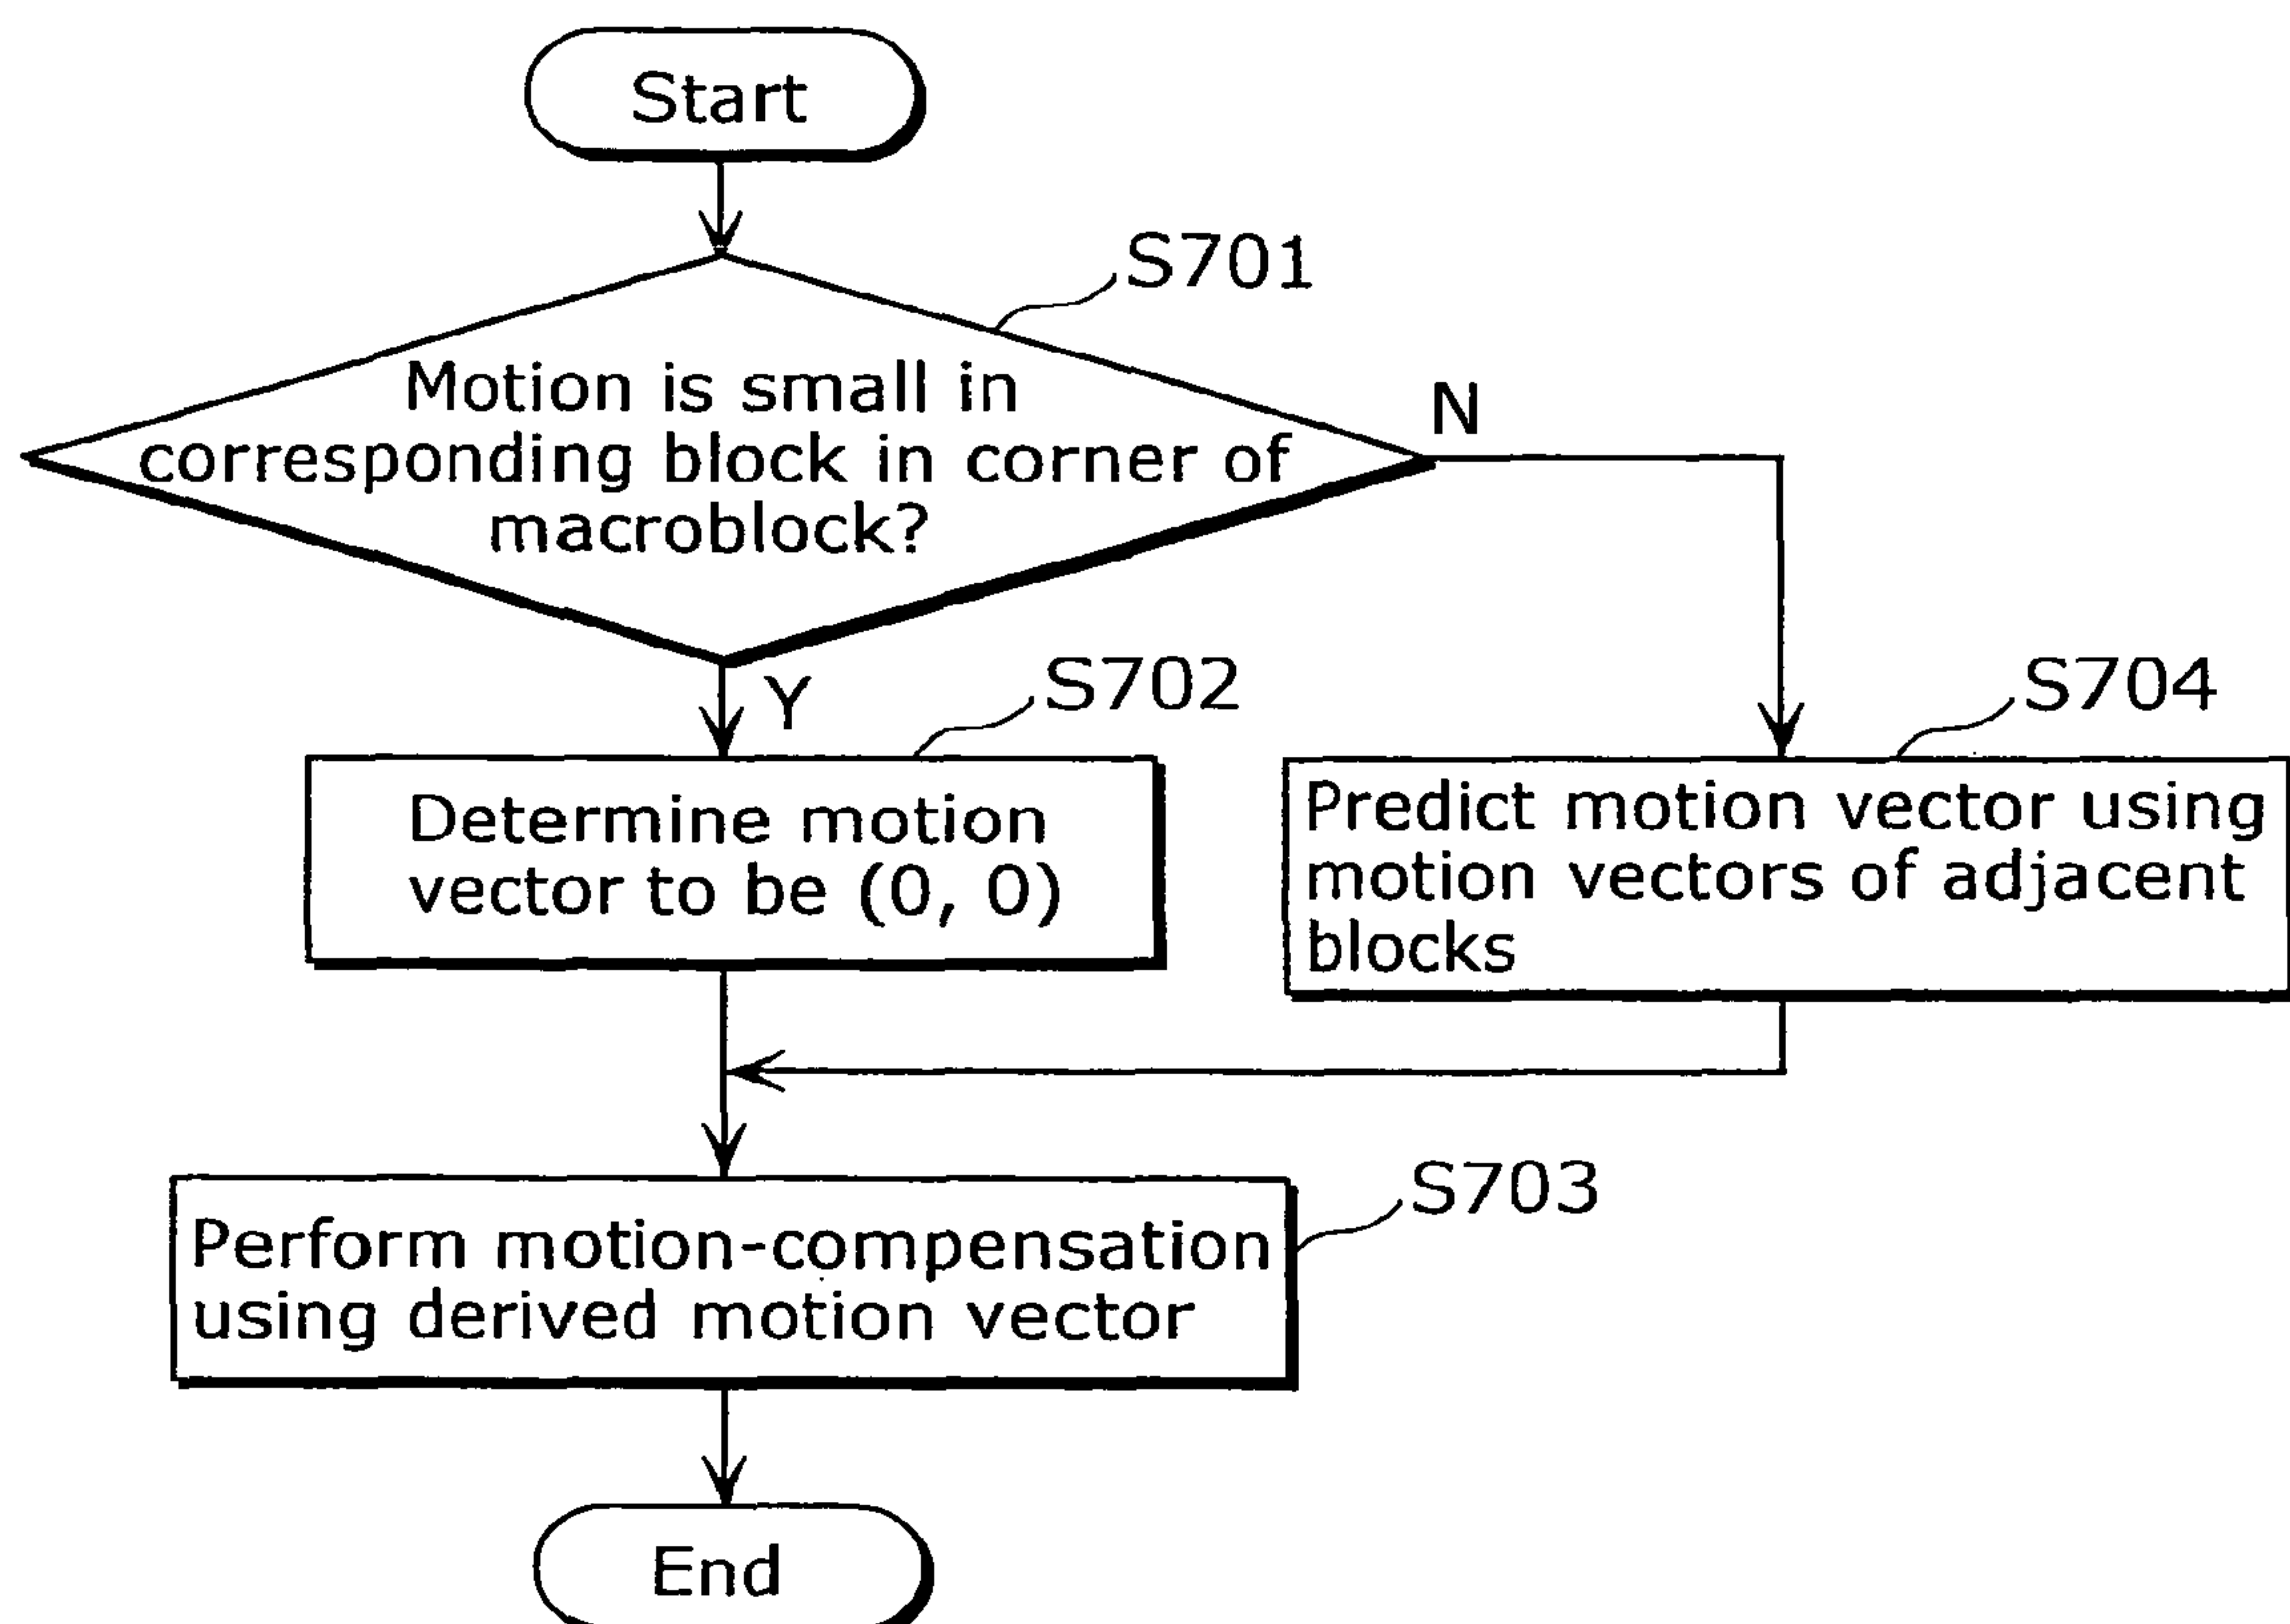 Start
S701
Motion is small in
corresponding block in corner of
macroblock?
N
Y
S702
Determine motion
vector to be (0, 0)
S704
Predict motion vector using
motion vectors of adjacent
blocks
S703
Perform motion-compensation
using derived motion vector
End